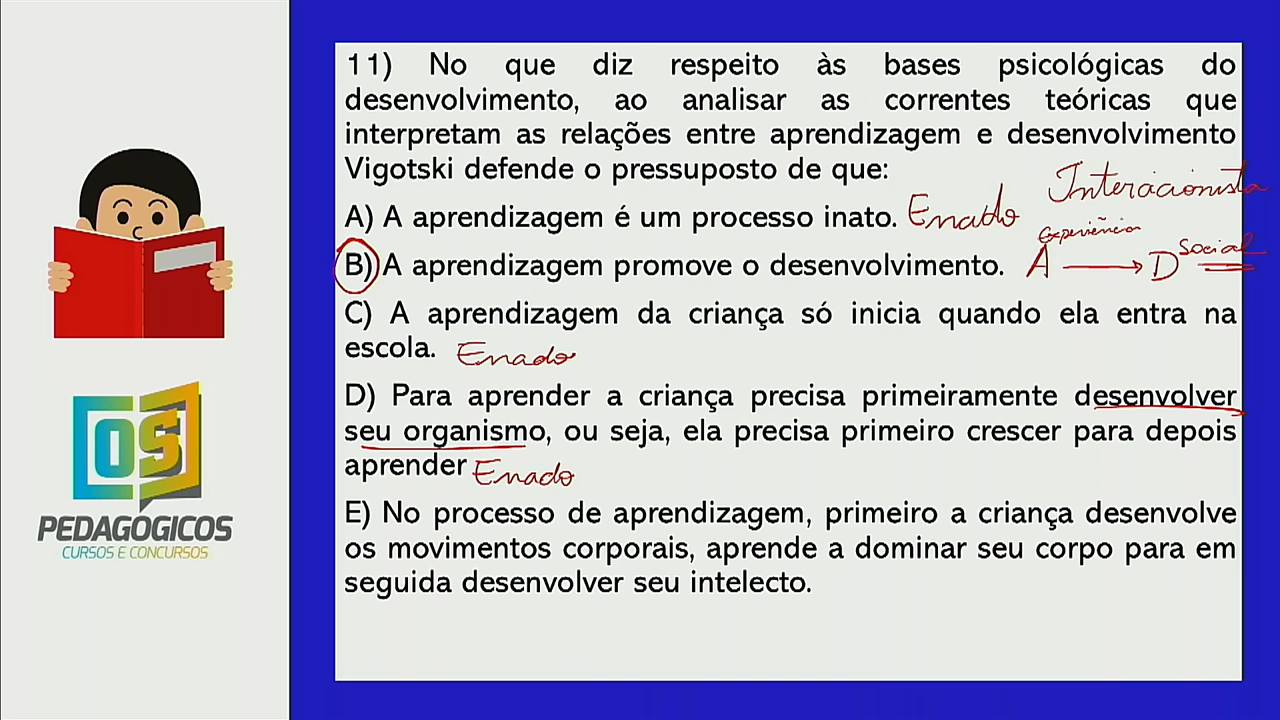 11) No que diz respeito às bases psicológicas do
desenvolvimento, ao analisar as correntes teóricas que
interpretam as relações entre aprendizagem e desenvolvimento
Vigotski defende o pressuposto de que:
Interacionista
A) A aprendizagem é um processo inato. Errado
experiência
B) A aprendizagem promove o desenvolvimento. A → D social
C) A aprendizagem da criança só inicia quando ela entra na
escola. Errado
D) Para aprender a criança precisa primeiramente desenvolver
seu organismo, ou seja, ela precisa primeiro crescer para depois
aprender Errado
E) No processo de aprendizagem, primeiro a criança desenvolve
os movimentos corporais, aprende a dominar seu corpo para em
seguida desenvolver seu intelecto.
OS
PEDAGÓGICOS
CURSOS E CONCURSOS